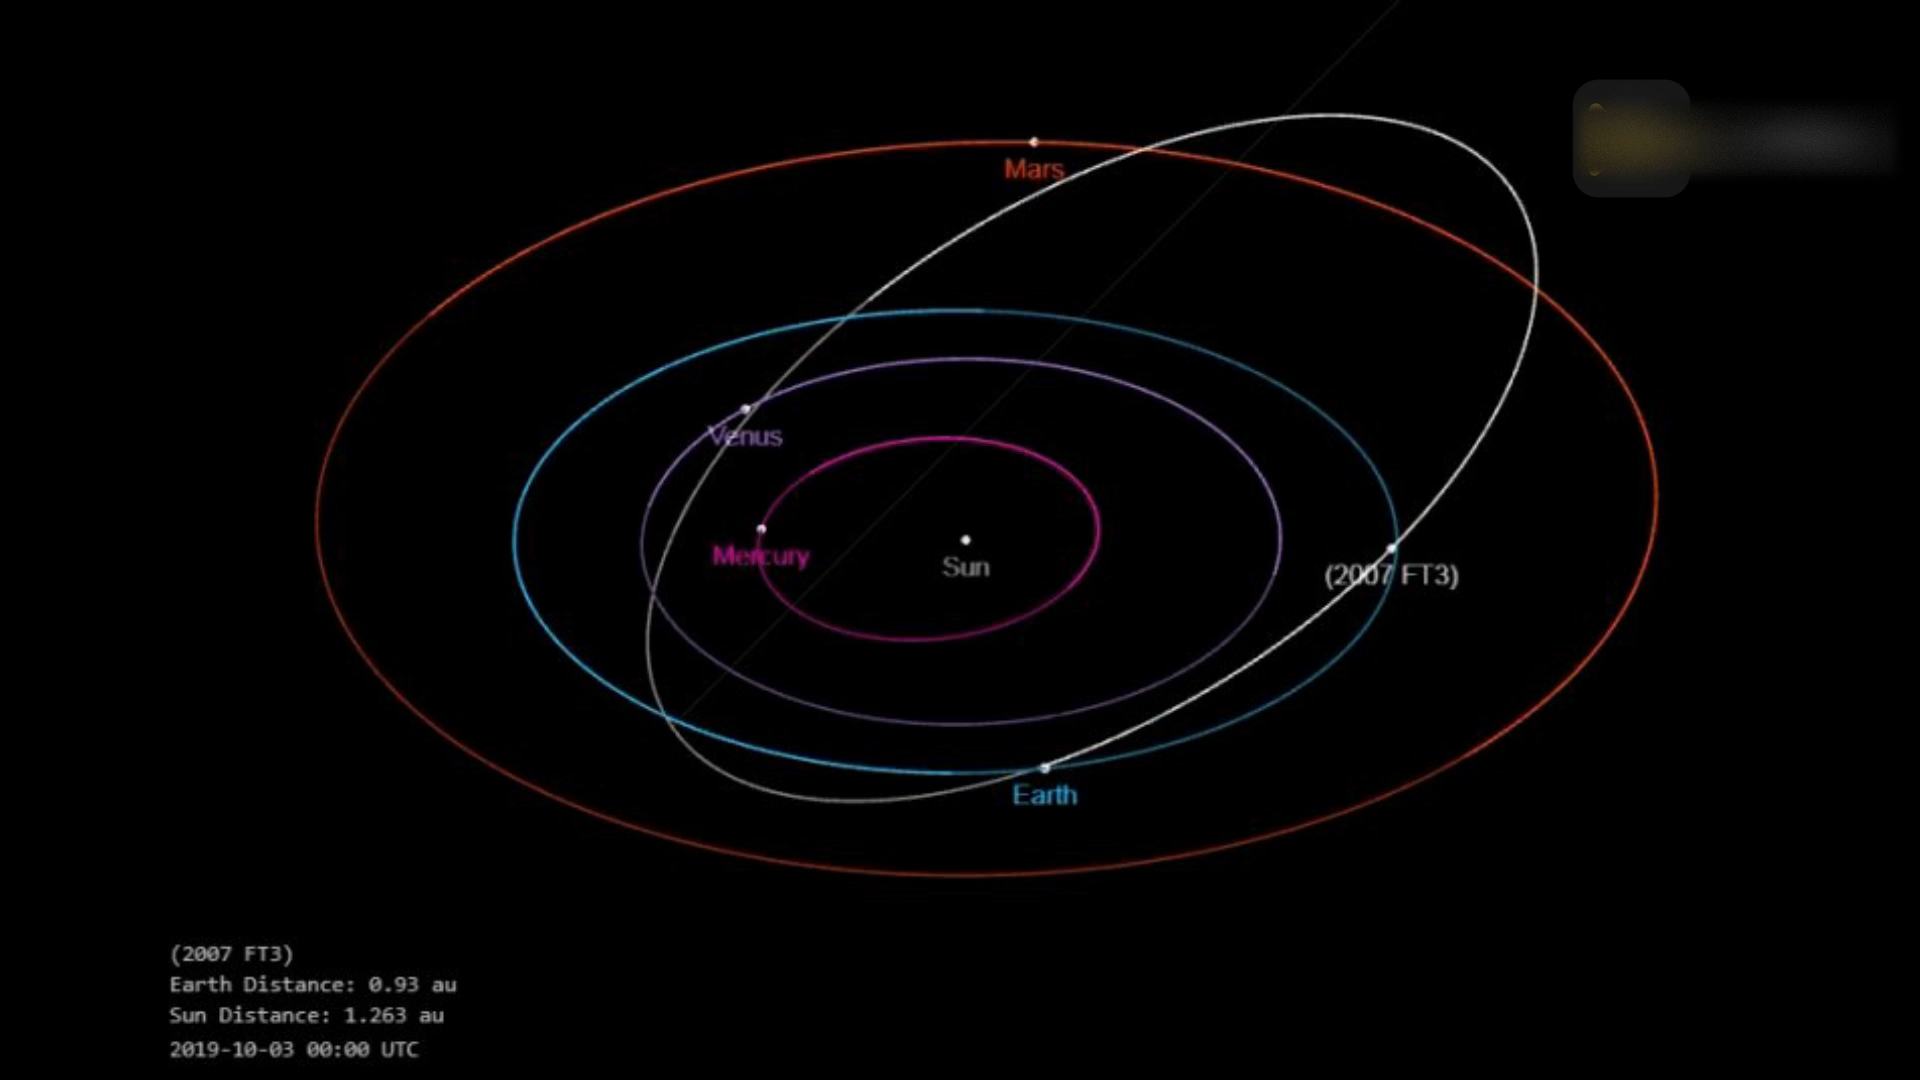 Mars
Venus
Mercury
Sun
(2007 FT3)
Earth
(2007 FT3)
Earth Distance: 0.93 au
Sun Distance: 1.263 au
2019-10-03 00:00 UTC